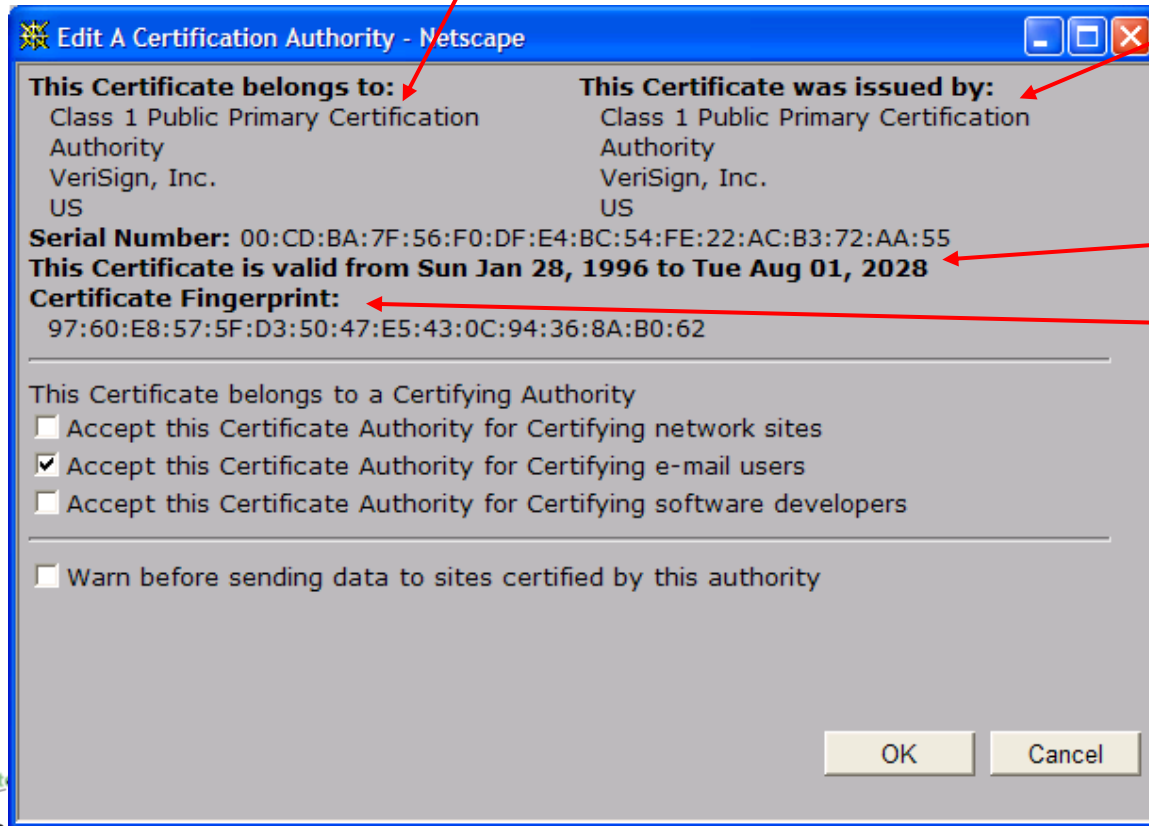 Edit A Certification Authority - Netscape
This Certificate belongs to:
Class 1 Public Primary Certification
Authority
VeriSign, Inc.
US
This Certificate was issued by:
Class 1 Public Primary Certification
Authority
VeriSign, Inc.
US
Serial Number: 00:CD:BA:7F:56:F0:DF:E4:BC:54:FE:22:AC:B3:72:AA:55
This Certificate is valid from Sun Jan 28, 1996 to Tue Aug 01, 2028
Certificate Fingerprint:
97:60:E8:57:5F:D3:50:47:E5:43:0C:94:36:8A:B0:62
This Certificate belongs to a Certifying Authority
Accept this Certificate Authority for Certifying network sites
Accept this Certificate Authority for Certifying e-mail users
Accept this Certificate Authority for Certifying software developers
Warn before sending data to sites certified by this authority
OK
Cancel